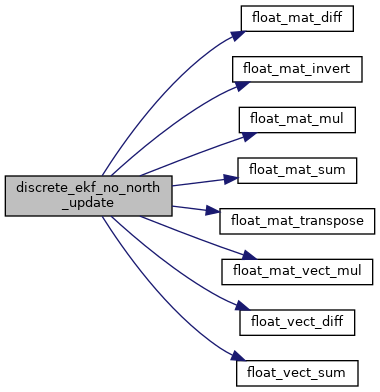 float_mat_diff
float_mat_invert
float_mat_mul
float_mat_sum
discrete_ekf_no_north
_update
float_mat_transpose
float_mat_vect_mul
float_vect_diff
float_vect_sum